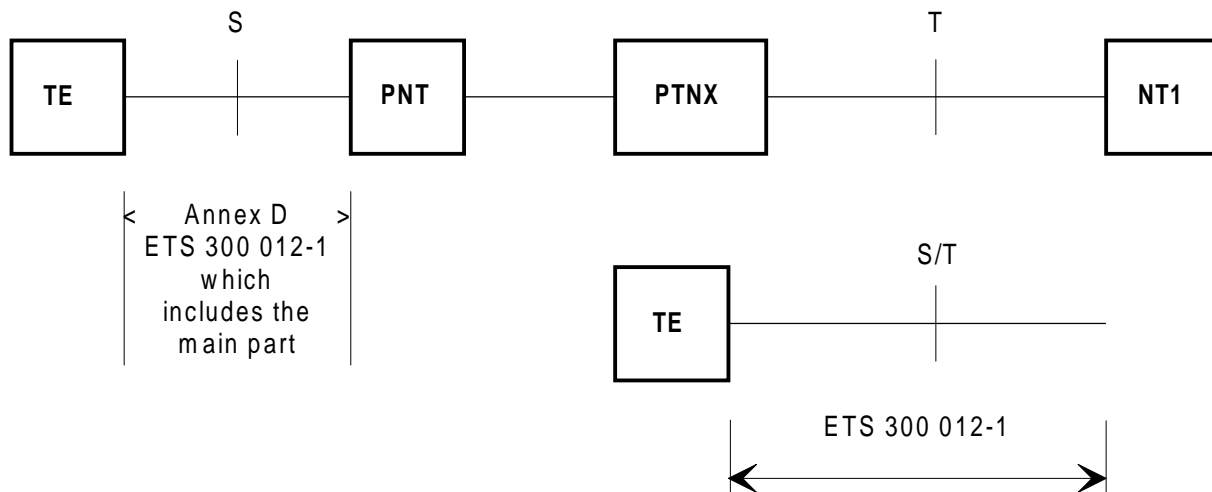 S
T
TE
PNT
PTNX
NT1
< Annex D >
ETS 300 012-1
which
includes the
main part
S/T
TE
ETS 300 012-1